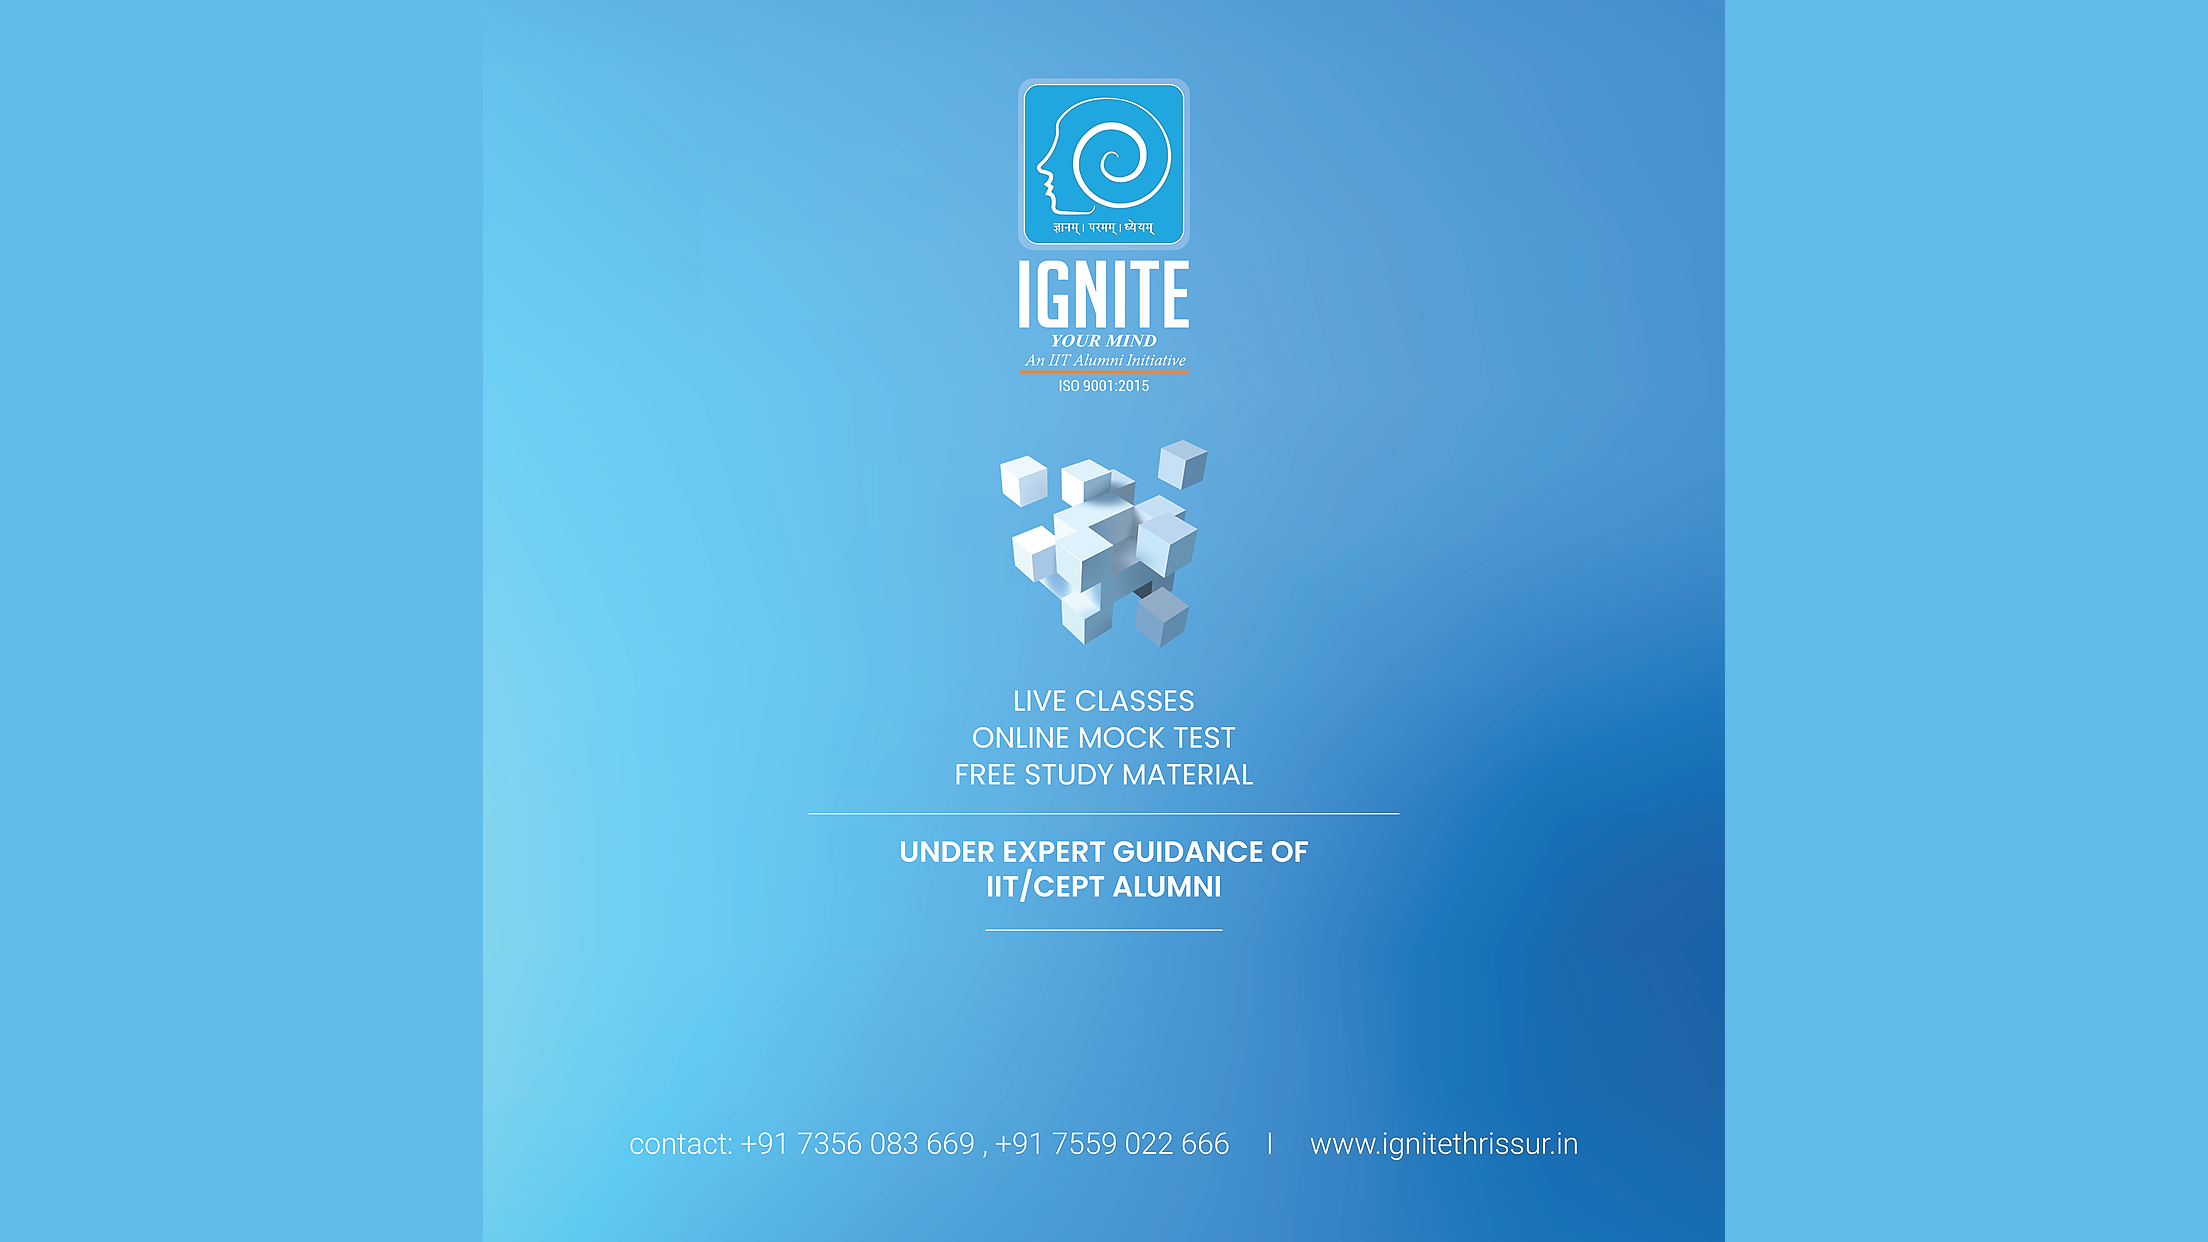 ज्ञानम् । परमम् । ध्येयम्
IGNITE
YOUR MIND
An IIT Alumni Initiative
ISO 9001:2015
LIVE CLASSES
ONLINE MOCK TEST
FREE STUDY MATERIAL
UNDER EXPERT GUIDANCE OF
IIT/CEPT ALUMNI
contact: +91 7356 083 669 , +91 7559 022 666 | www.ignitethrissur.in